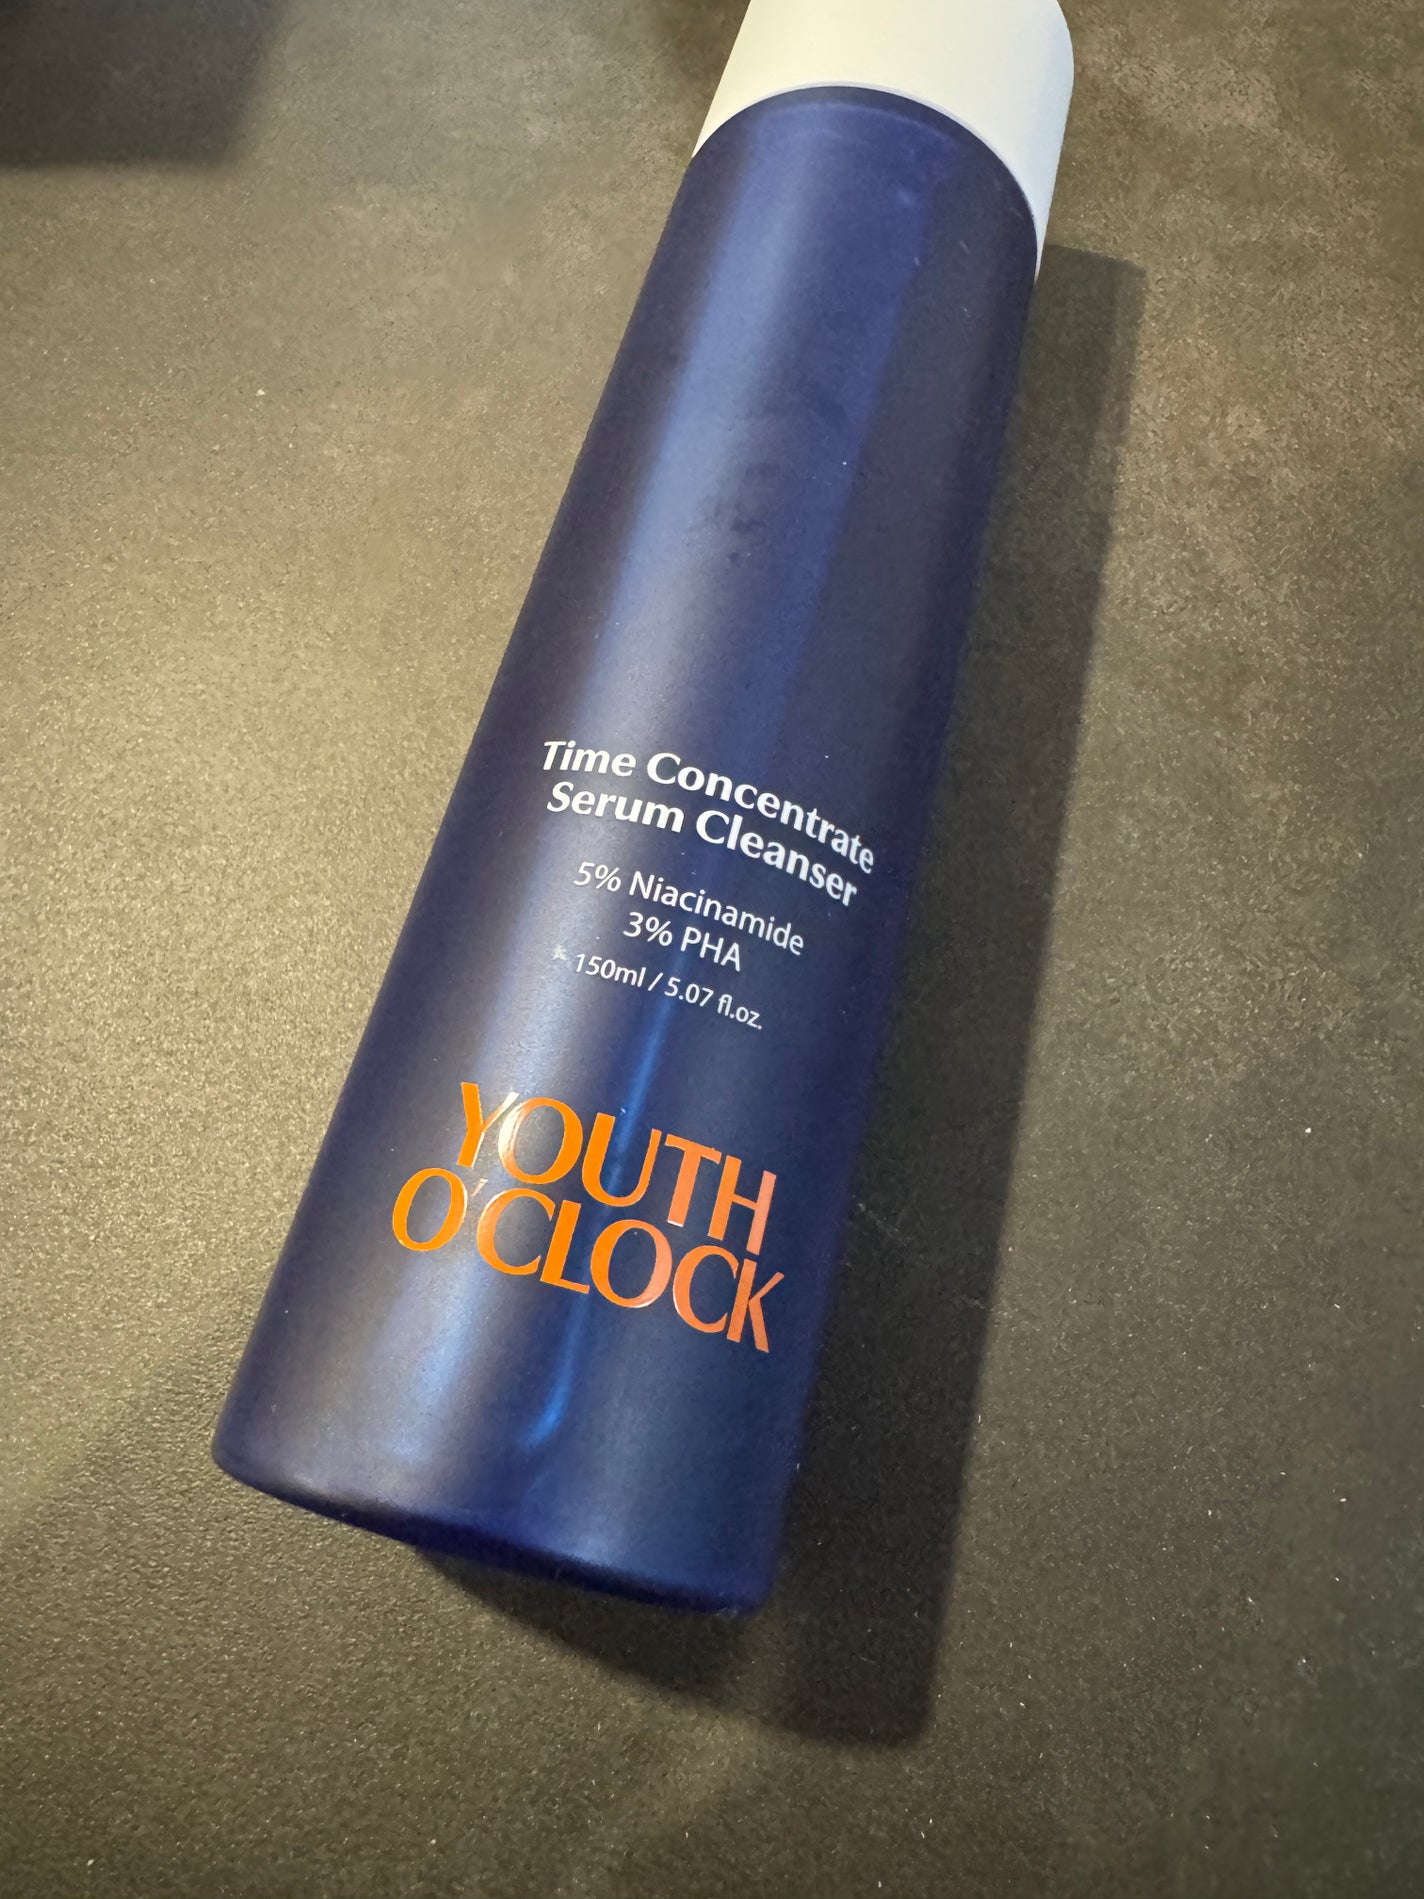 Time Concentrate
Serum Cleanser
5% Niacinamide
3% PHA
150ml / 5.07 fl.oz.
YOUTH
O'CLOCK